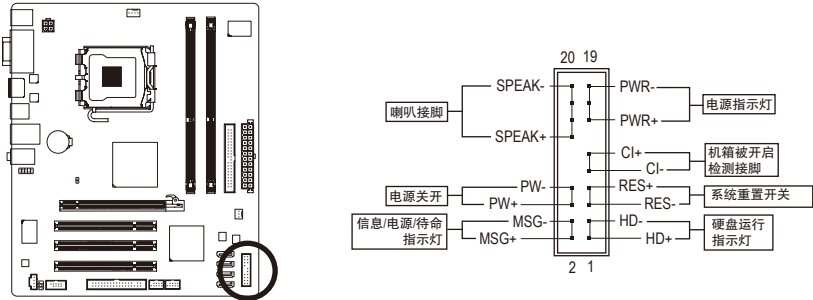 20 19
SPEAK-
PWR-
喇叭接脚
电源指示灯
PWR+
SPEAK+
CI+
机箱被开启
检测接脚
CI-
电源关开
PW-
RES+
系统重置开关
PW+
RES-
信息/电源/待命
指示灯
MSG-
HD-
硬盘运行
指示灯
MSG+
HD+
2 1